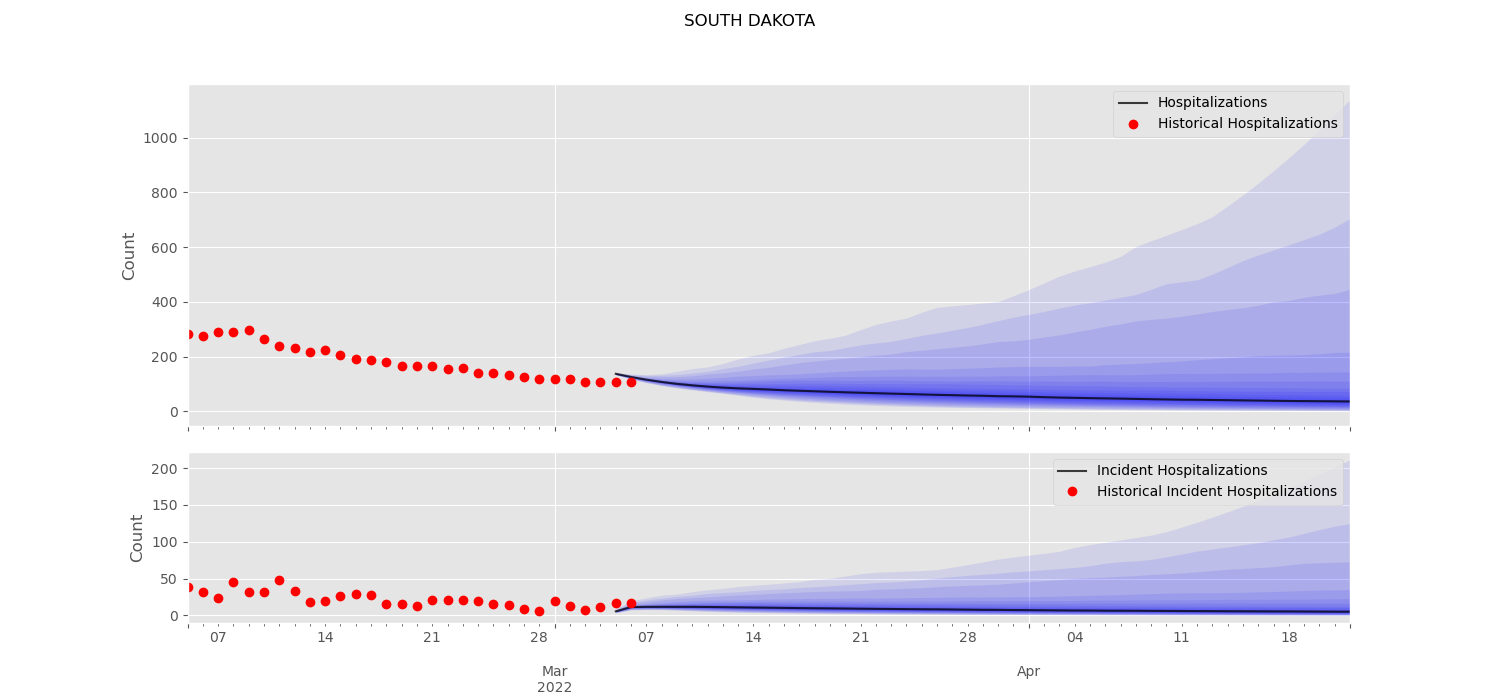 SOUTH DAKOTA
Hospitalizations
Historical Hospitalizations
Count
1000
800
600
400
200
0
Incident Hospitalizations
Historical Incident Hospitalizations
Count
200
150
100
50
0
07 14 21 28 07 14 21 28 04 11 18
Mar Apr
2022